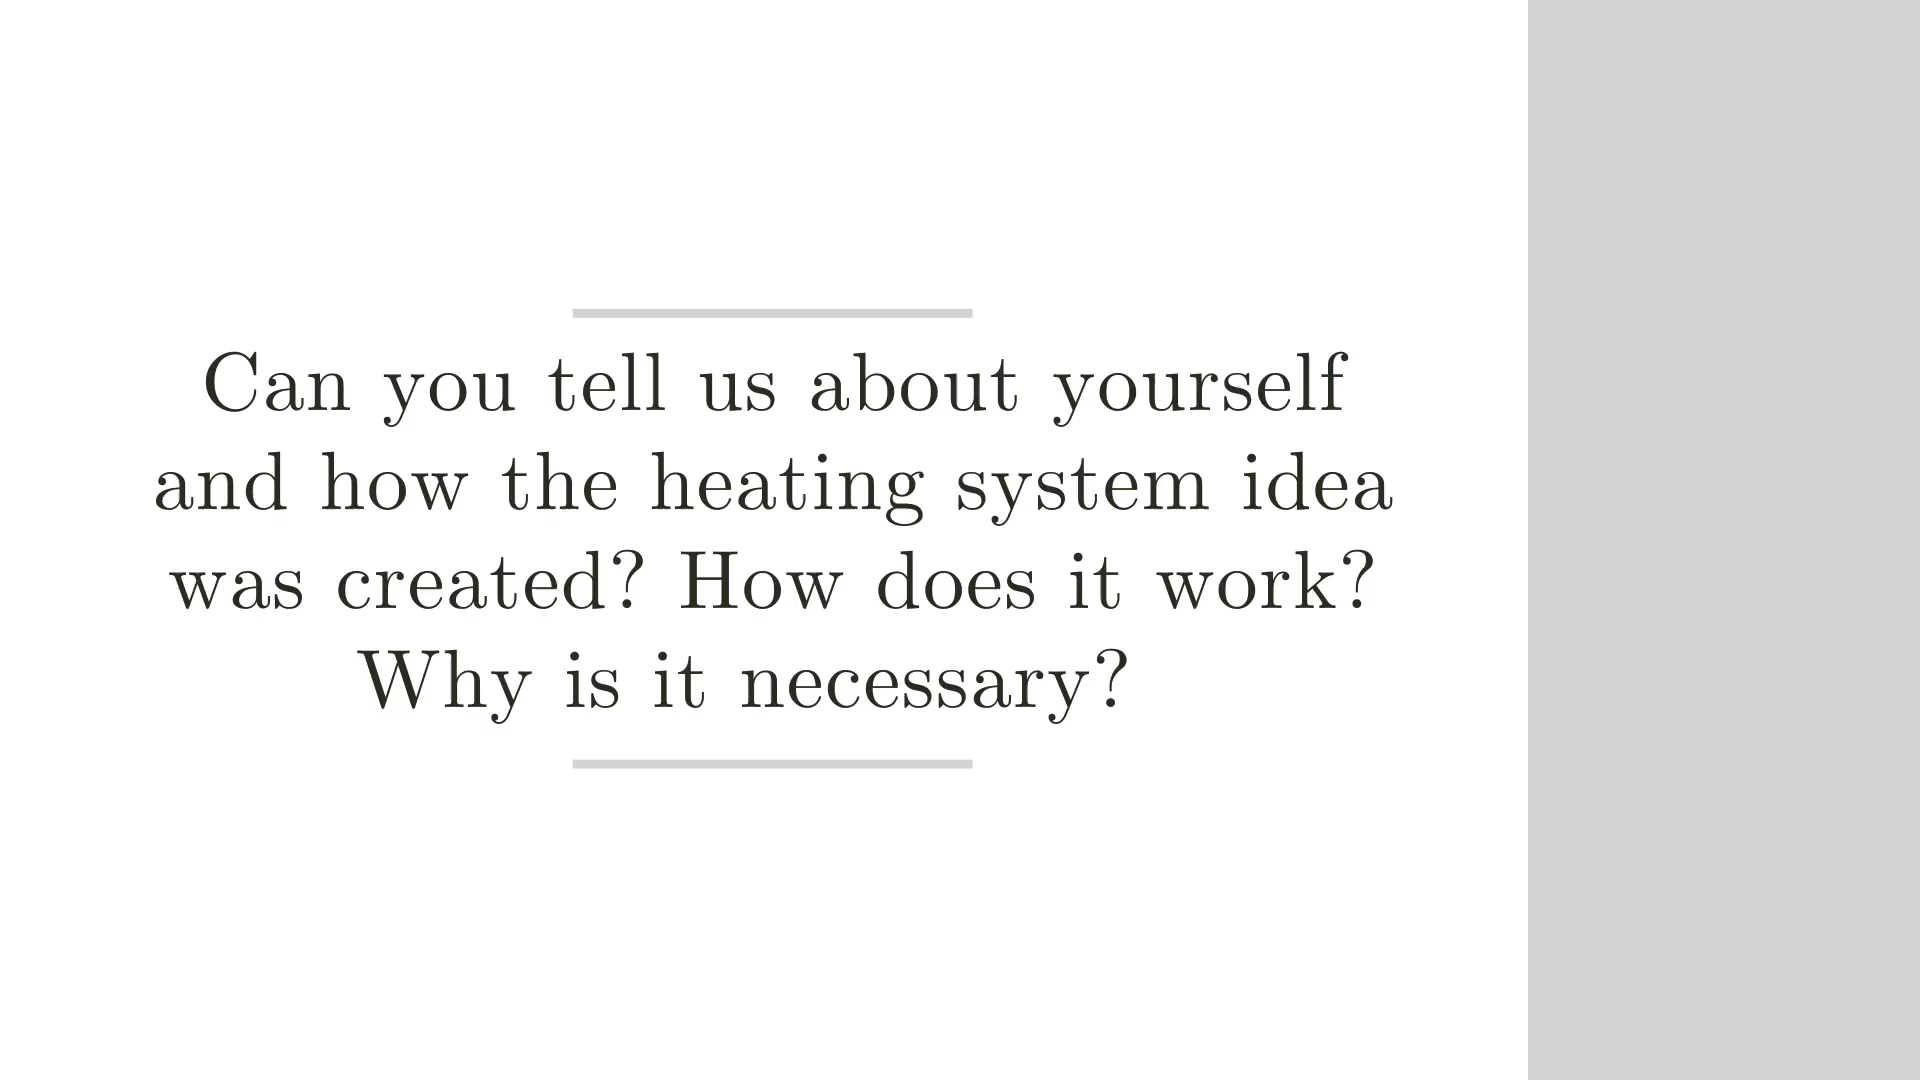 Can you tell us about yourself
and how the heating system idea
was created? How does it work?
Why is it necessary?